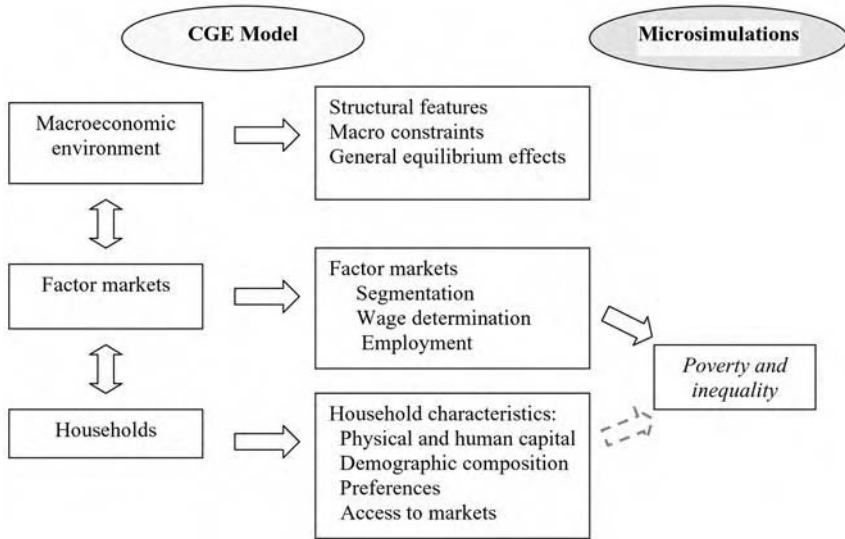 CGE Model
Microsimulations
Macroeconomic
environment
Structural features
Macro constraints
General equilibrium effects
Factor markets
Factor markets
Segmentation
Wage determination
Employment
Poverty and
inequality
Households
Household characteristics:
Physical and human capital
Demographic composition
Preferences
Access to markets